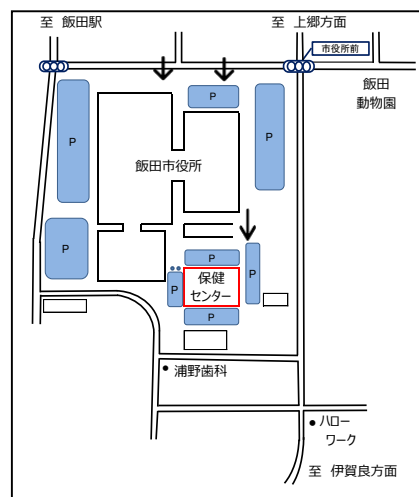 至 飯田駅
至 上郷方面
市役所前
飯田
動物園
P
P
P
P
飯田市役所
P
P
P
P
P
保健
センター
浦野歯科
ハロー
ワーク
至 伊賀良方面